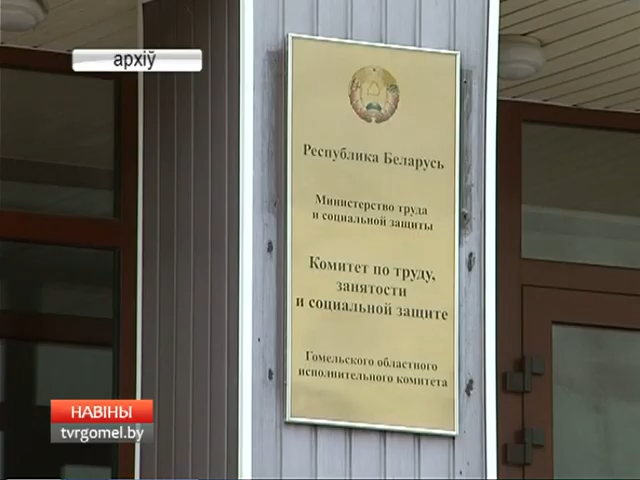 архіў
Республика Беларусь
Министерство труда
и социальной защиты
Комитет по труду,
занятости
и социальной защите
Гомельского областного
исполнительного комитета
НАВІНЫ
tvrgomel.by